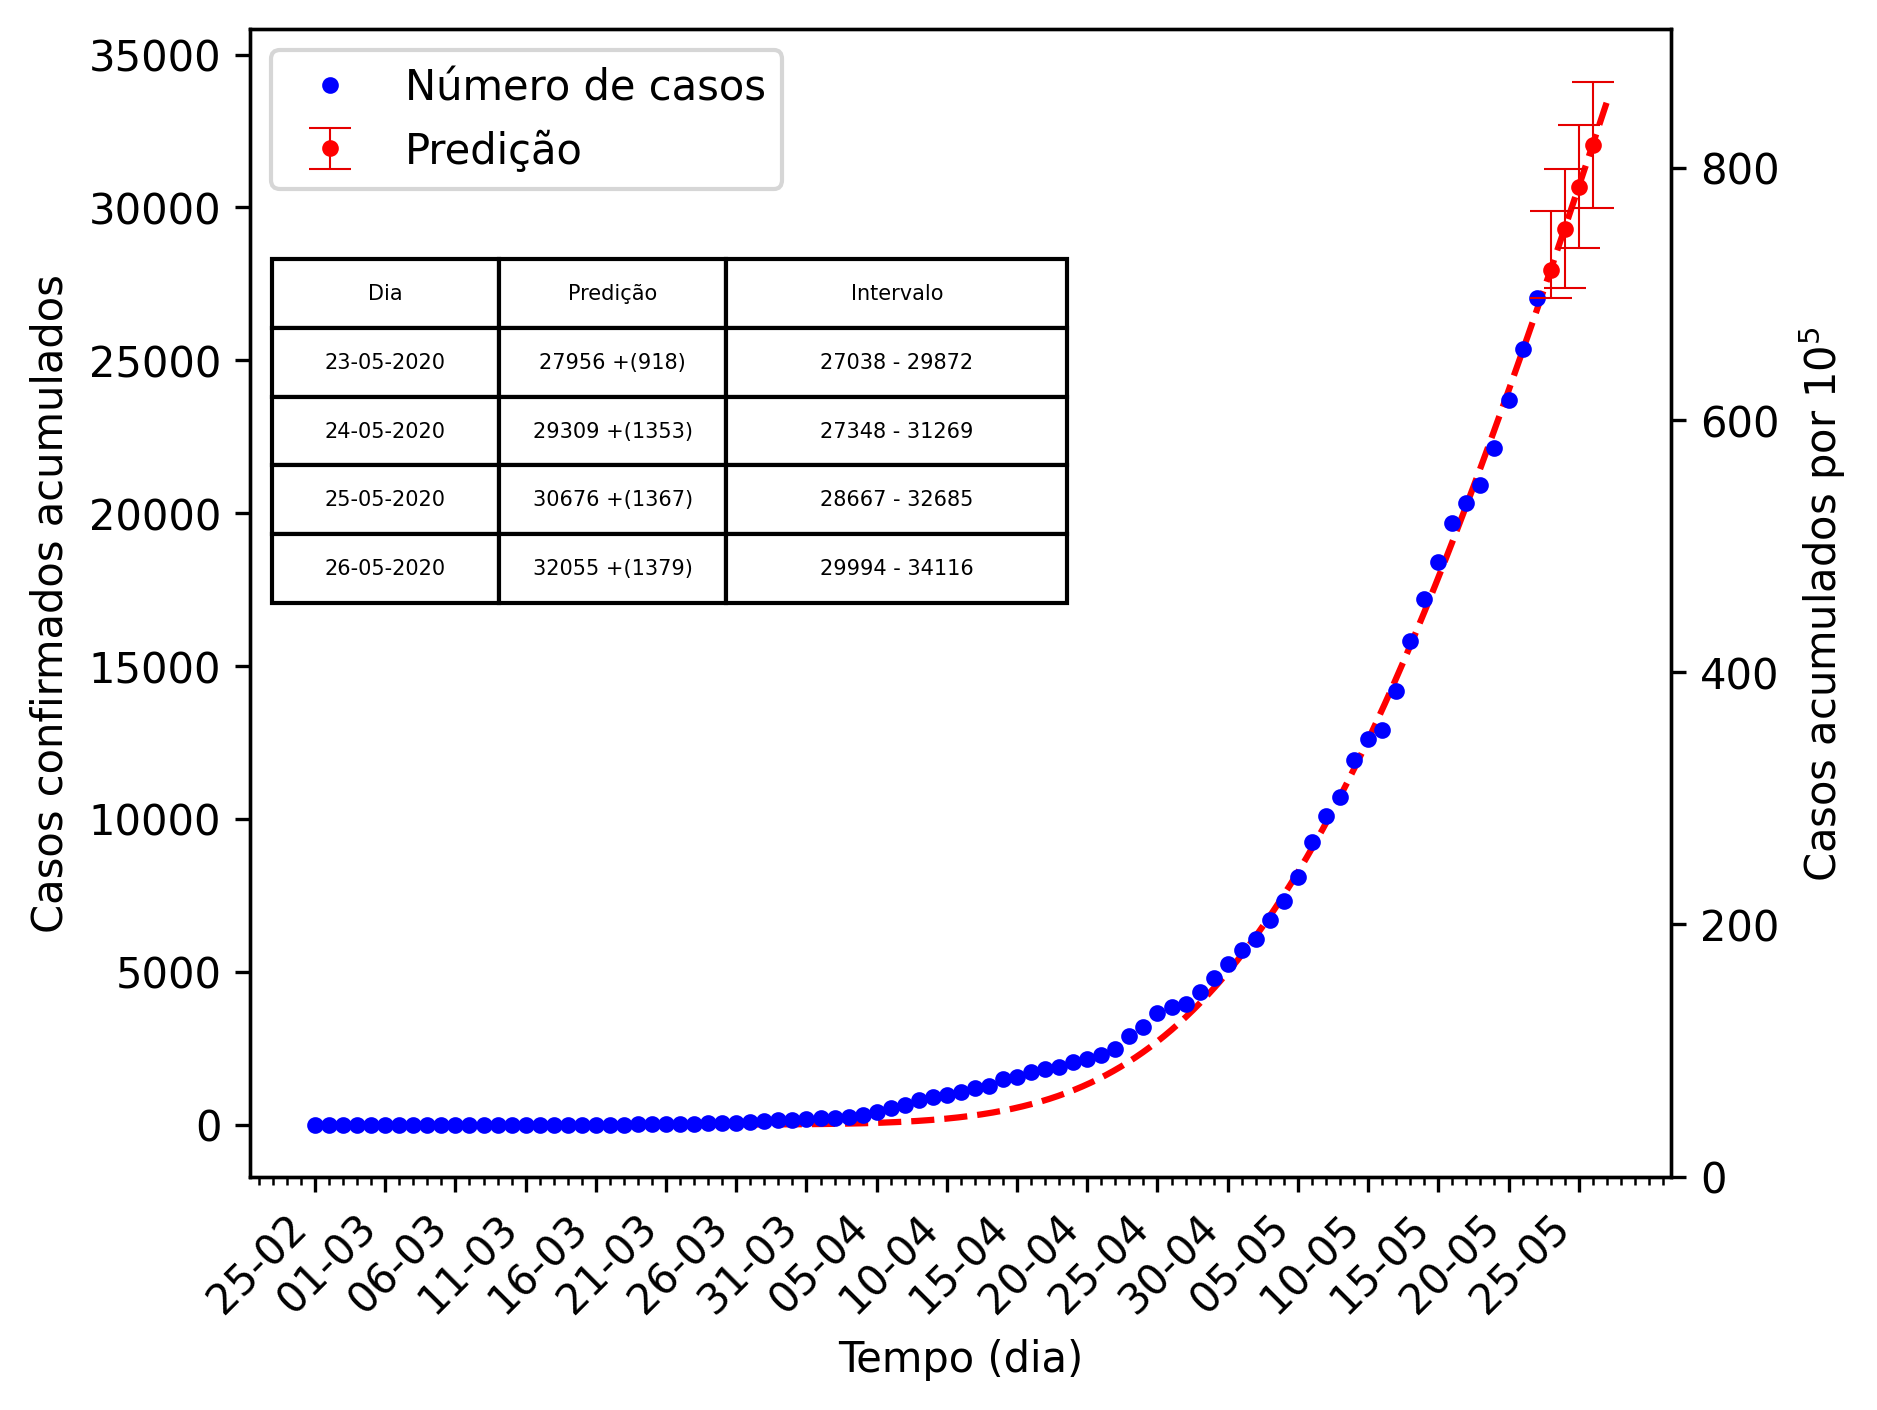 Número de casos
Predição
Dia Predição Intervalo
23-05-2020 27956 +(918) 27038 - 29872
24-05-2020 29309 +(1353) 27348 - 31269
25-05-2020 30676 +(1367) 28667 - 32685
26-05-2020 32055 +(1379) 29994 - 34116
Casos confirmados acumulados
35000
30000
25000
20000
15000
10000
5000
0
Casos acumulados por 10⁵
800
600
400
200
0
25-02 01-03 06-03 11-03 16-03 21-03 26-03 31-03 05-04 10-04 15-04 20-04 25-04 30-04 05-05 10-05 15-05 20-05 25-05
Tempo (dia)